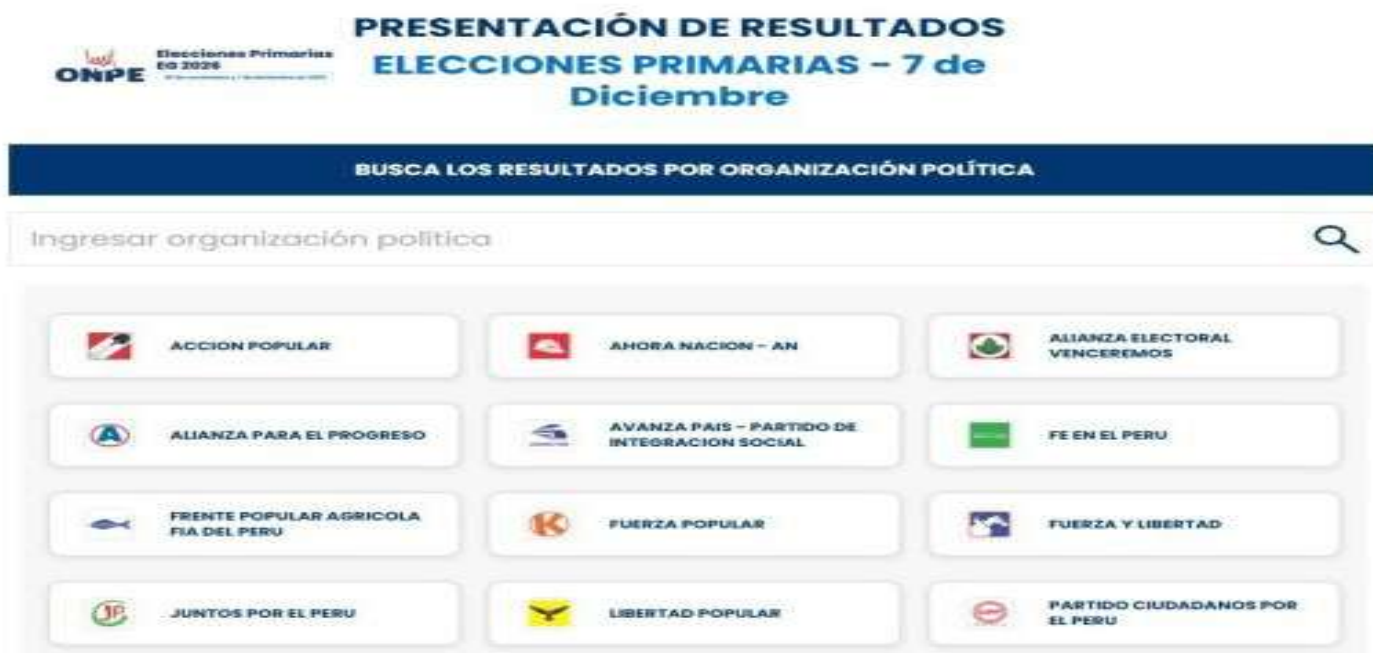 PRESENTACIÓN DE RESULTADOS
ELECCIONES PRIMARIAS - 7 de
Diciembre
ONPE
Elecciones Primarias
EG 2026
BUSCA LOS RESULTADOS POR ORGANIZACIÓN POLÍTICA
Ingresar organización política
ACCION POPULAR
AHORA NACION - AN
ALIANZA ELECTORAL
VENCEREMOS
ALIANZA PARA EL PROGRESO
AVANZA PAIS - PARTIDO DE
INTEGRACION SOCIAL
FE EN EL PERU
FRENTE POPULAR AGRICOLA
FIA DEL PERU
FUERZA POPULAR
FUERZA Y LIBERTAD
JUNTOS POR EL PERU
LIBERTAD POPULAR
PARTIDO CIUDADANOS POR
EL PERU